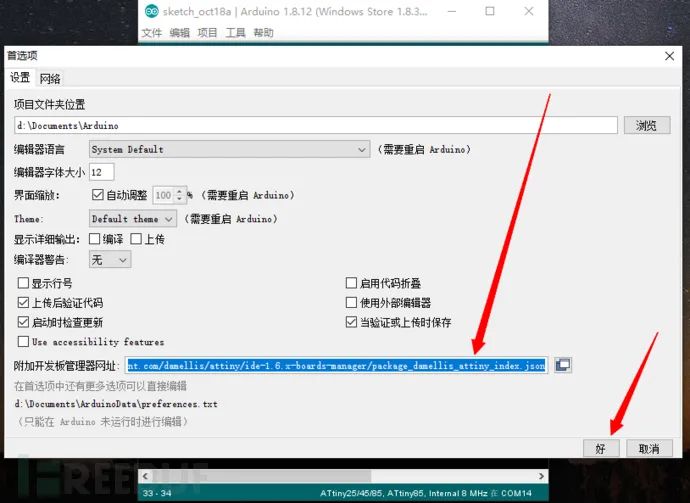 sketch_oct18a | Arduino 1.8.12 (Windows Store 1.8.3...
文件 编辑 项目 工具 帮助
首选项
设置 网络
项目文件夹位置
d:\Documents\Arduino 浏览
编辑器语言 System Default (需要重启 Arduino)
编辑器字体大小 12
界面缩放: 自动调整 100 % (需要重启 Arduino)
Theme: Default theme (需要重启 Arduino)
显示详细输出: 编译 上传
编译器警告: 无
显示行号 启用代码折叠
上传后验证代码 使用外部编辑器
启动时检查更新 当验证或上传时保存
Use accessibility features
附加开发板管理器网址: nt.com/damellis/attiny/ide-1.6.x-boards-manager/package_damellis_attiny_index.json
在首选项中还有更多选项可以直接编辑
d:\Documents\ArduinoData\preferences.txt
(只能在 Arduino 未运行时进行编辑)
好 取消
FREEBUF
33 - 34 ATtiny25/45/85, ATtiny85, Internal 8 MHz 在 COM14